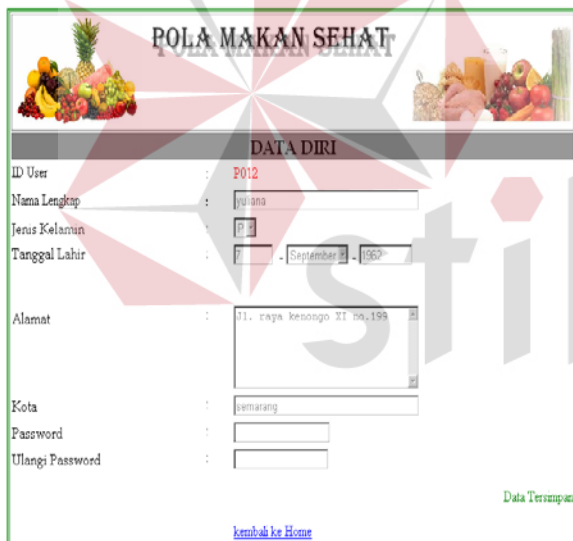 POLA MAKAN SEHAT
DATA DIRI
ID User : P012
Nama Lengkap : yuliana
Jenis Kelamin : P
Tanggal Lahir : 7 - September - 1962
Alamat : Jl. raya kenongo XI no.199
Kota : semarang
Password :
Ulangi Password :
Data Tersimpan
kembali ke Home
sti